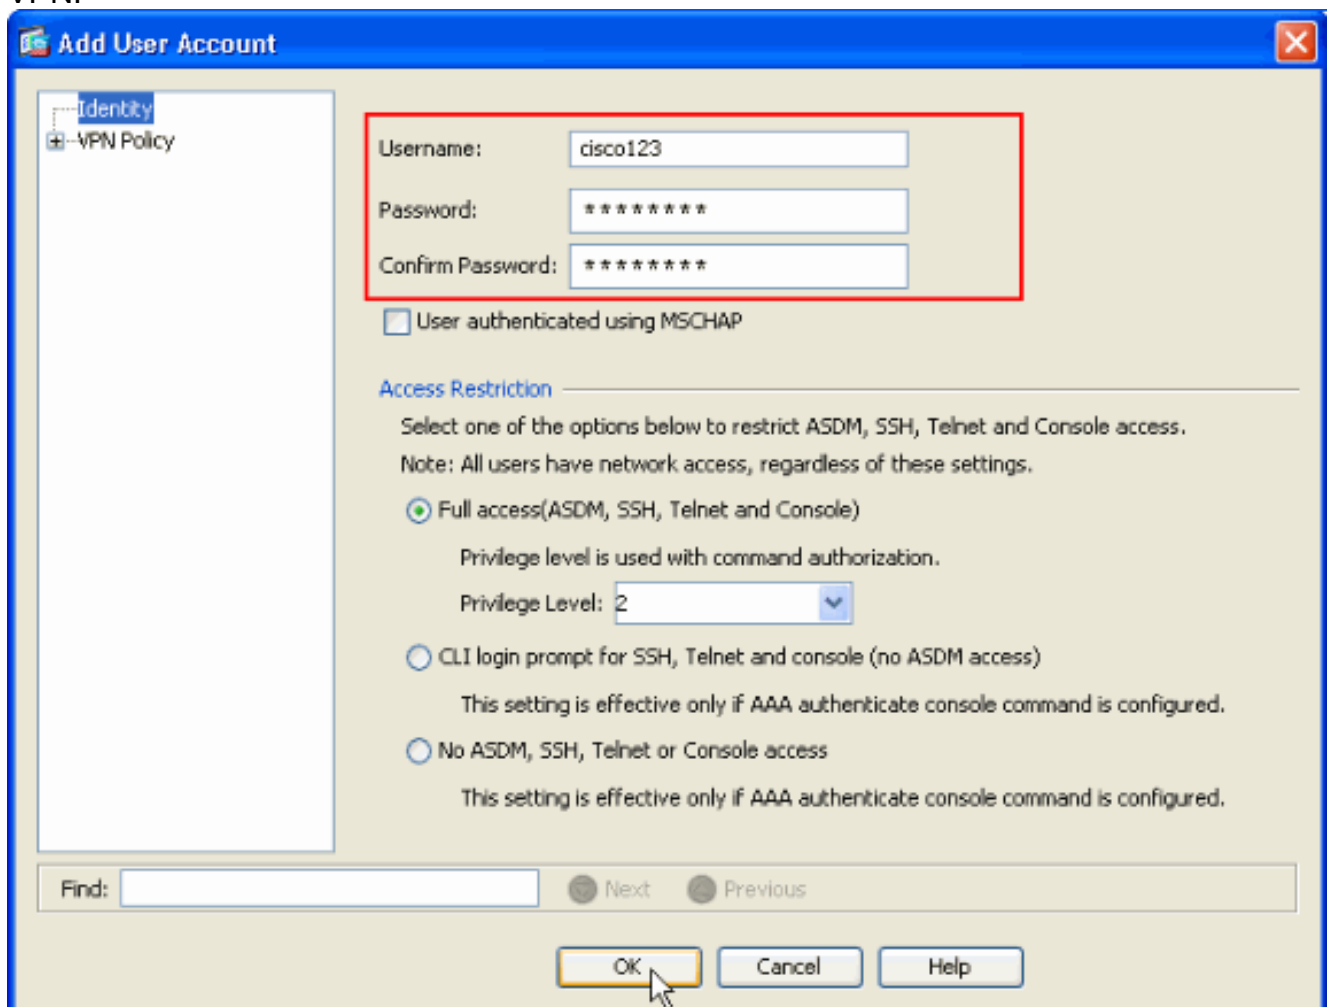 VPN.
Add User Account
Identity
VPN Policy
Username: cisco123
Password: ********
Confirm Password: ********
User authenticated using MSCHAP
Access Restriction
Select one of the options below to restrict ASDM, SSH, Telnet and Console access.
Note: All users have network access, regardless of these settings.
Full access(ASDM, SSH, Telnet and Console)
Privilege level is used with command authorization.
Privilege Level: 2
CLI login prompt for SSH, Telnet and console (no ASDM access)
This setting is effective only if AAA authenticate console command is configured.
No ASDM, SSH, Telnet or Console access
This setting is effective only if AAA authenticate console command is configured.
Find: Next Previous
OK Cancel Help